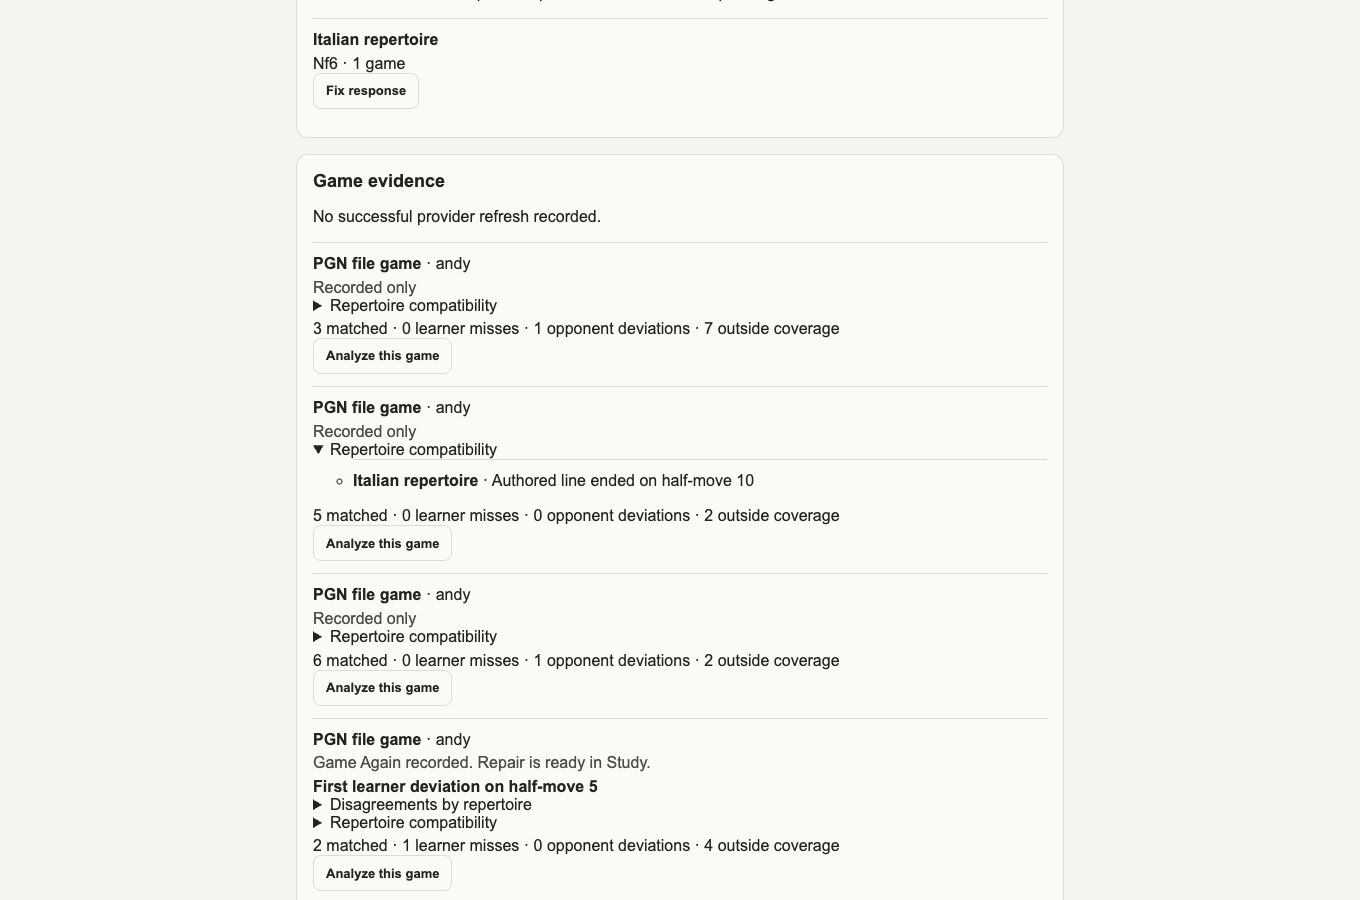 Italian repertoire
Nf6 · 1 game
Fix response
Game evidence
No successful provider refresh recorded.
PGN file game · andy
Recorded only
Repertoire compatibility
3 matched · 0 learner misses · 1 opponent deviations · 7 outside coverage
Analyze this game
PGN file game · andy
Recorded only
Repertoire compatibility
Italian repertoire · Authored line ended on half-move 10
5 matched · 0 learner misses · 0 opponent deviations · 2 outside coverage
Analyze this game
PGN file game · andy
Recorded only
Repertoire compatibility
6 matched · 0 learner misses · 1 opponent deviations · 2 outside coverage
Analyze this game
PGN file game · andy
Game Again recorded. Repair is ready in Study.
First learner deviation on half-move 5
Disagreements by repertoire
Repertoire compatibility
2 matched · 1 learner misses · 0 opponent deviations · 4 outside coverage
Analyze this game